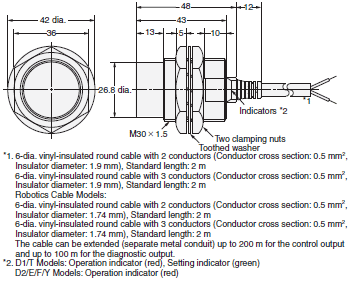 48
12
42 dia.
43
36
13
5
10
26.8 dia.
*1
Indicators *2
M30 × 1.5
Two clamping nuts
Toothed washer
*1. 6-dia. vinyl-insulated round cable with 2 conductors (Conductor cross section: 0.5 mm²,
Insulator diameter: 1.9 mm), Standard length: 2 m
6-dia. vinyl-insulated round cable with 3 conductors (Conductor cross section: 0.5 mm²,
Insulator diameter: 1.9 mm), Standard length: 2 m
Robotics Cable Models:
6-dia. vinyl-insulated round cable with 2 conductors (Conductor cross section: 0.5 mm²,
Insulator diameter: 1.74 mm), Standard length: 2 m
6-dia. vinyl-insulated round cable with 3 conductors (Conductor cross section: 0.5 mm²,
Insulator diameter: 1.74 mm), Standard length: 2 m
The cable can be extended (separate metal conduit) up to 200 m for the control output
and up to 100 m for the diagnostic output.
*2. D1/T Models: Operation indicator (red), Setting indicator (green)
D2/E/F/Y Models: Operation indicator (red)